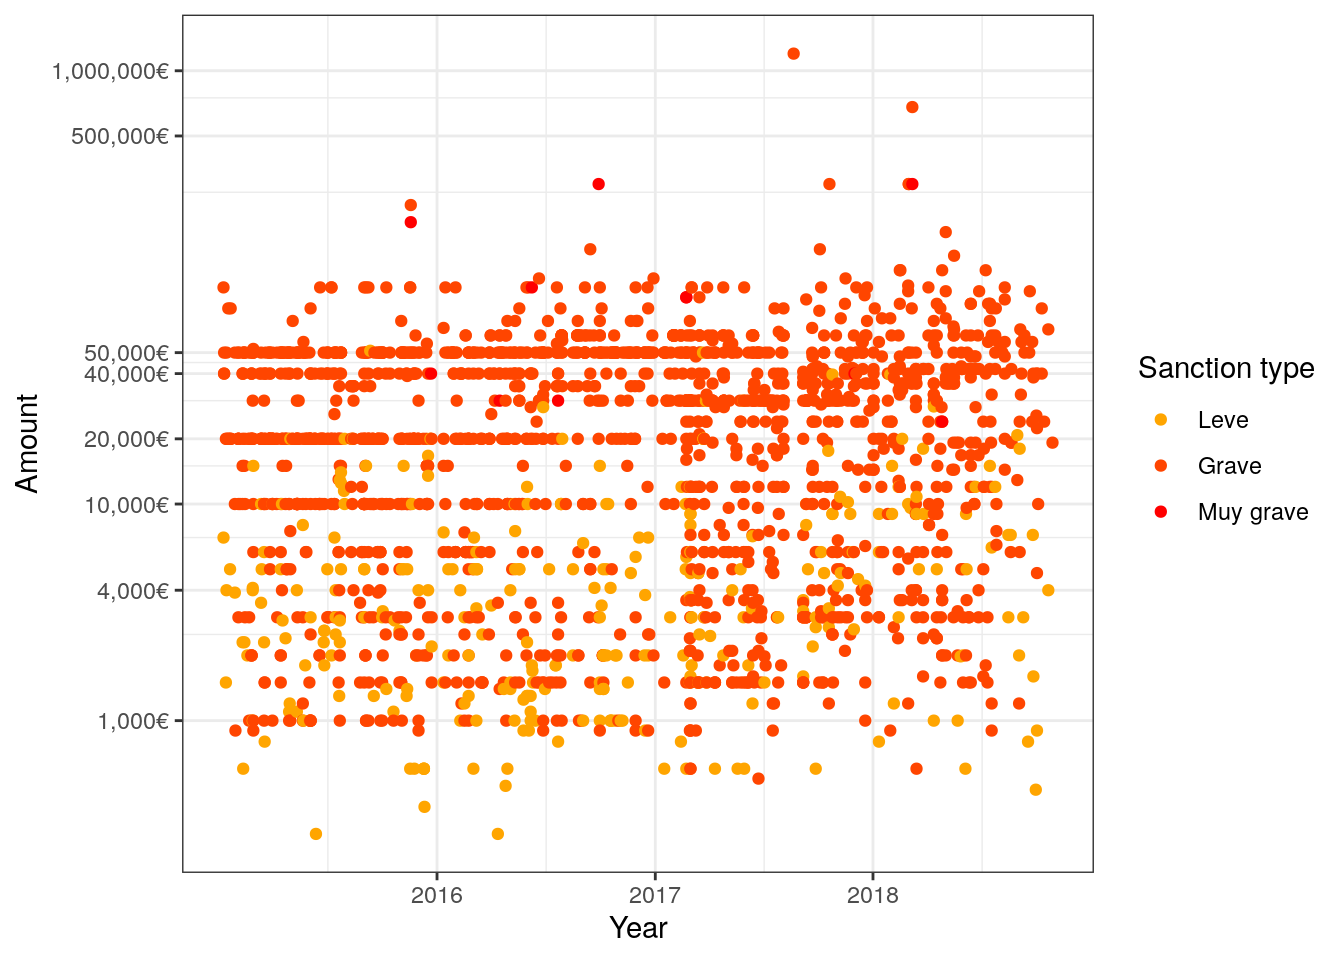 1,000,000€
500,000€
50,000€
40,000€
20,000€
10,000€
4,000€
1,000€
Amount
2016
2017
2018
Year
Sanction type
Leve
Grave
Muy grave